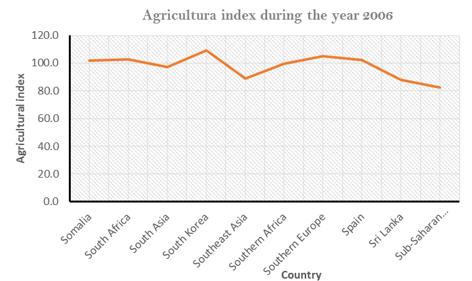 Agricultura index during the year 2006
120.0
100.0
80.0
60.0
40.0
20.0
0.0
Agricultural index
Somalia
South Africa
South Asia
South Korea
Southeast Asia
Southern Africa
Southern Europe
Spain
Sri Lanka
Sub-Saharan...
Country